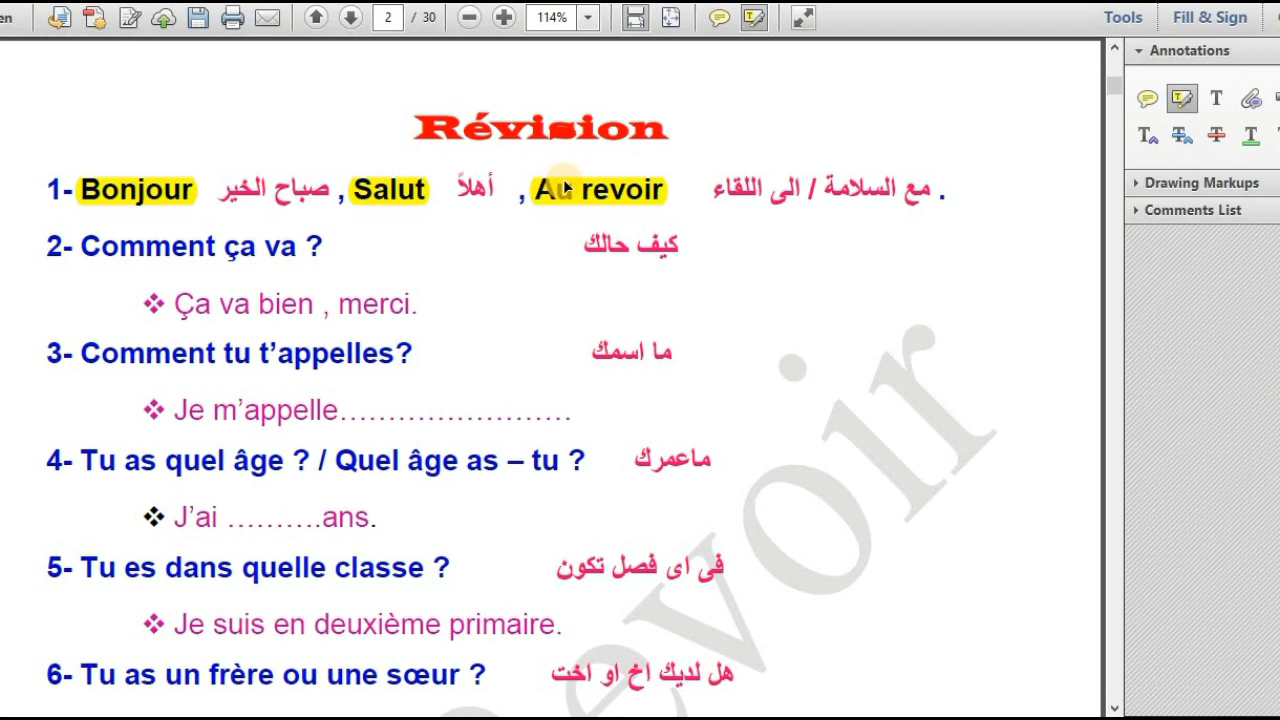 en
2 / 30
114%
Tools
Fill & Sign
Annotations
Drawing Markups
Comments List
Révision
1- Bonjour صباح الخير , Salut أهلاً , Au revoir مع السلامة / الى اللقاء .
2- Comment ça va ? كيف حالك
❖ Ça va bien , merci.
3- Comment tu t’appelles? ما اسمك
❖ Je m’appelle……………………
4- Tu as quel âge ? / Quel âge as – tu ? ماعمرك
❖ J’ai ……….ans.
5- Tu es dans quelle classe ? فى اى فصل تكون
❖ Je suis en deuxième primaire.
6- Tu as un frère ou une sœur ? هل لديك اخ او اخت
evoir